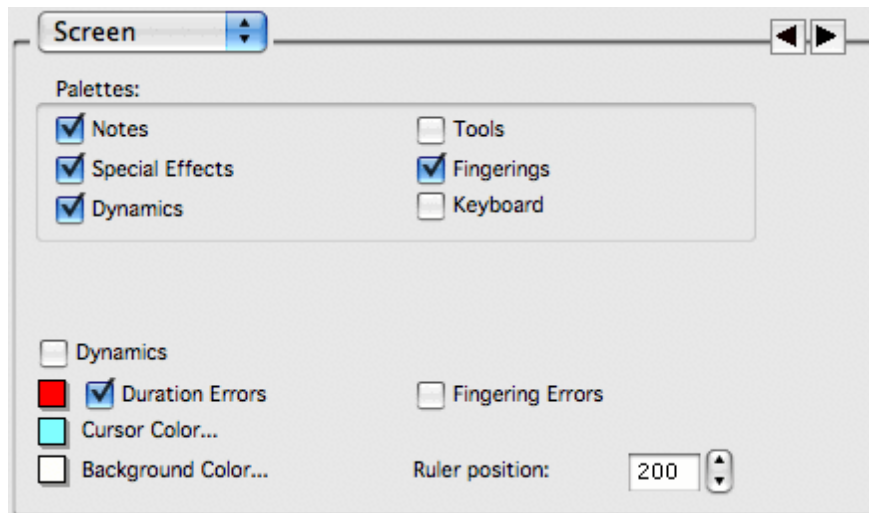 Screen
Palettes:
Notes Tools
Special Effects Fingerings
Dynamics Keyboard
Dynamics
Duration Errors Fingering Errors
Cursor Color...
Background Color... Ruler position: 200